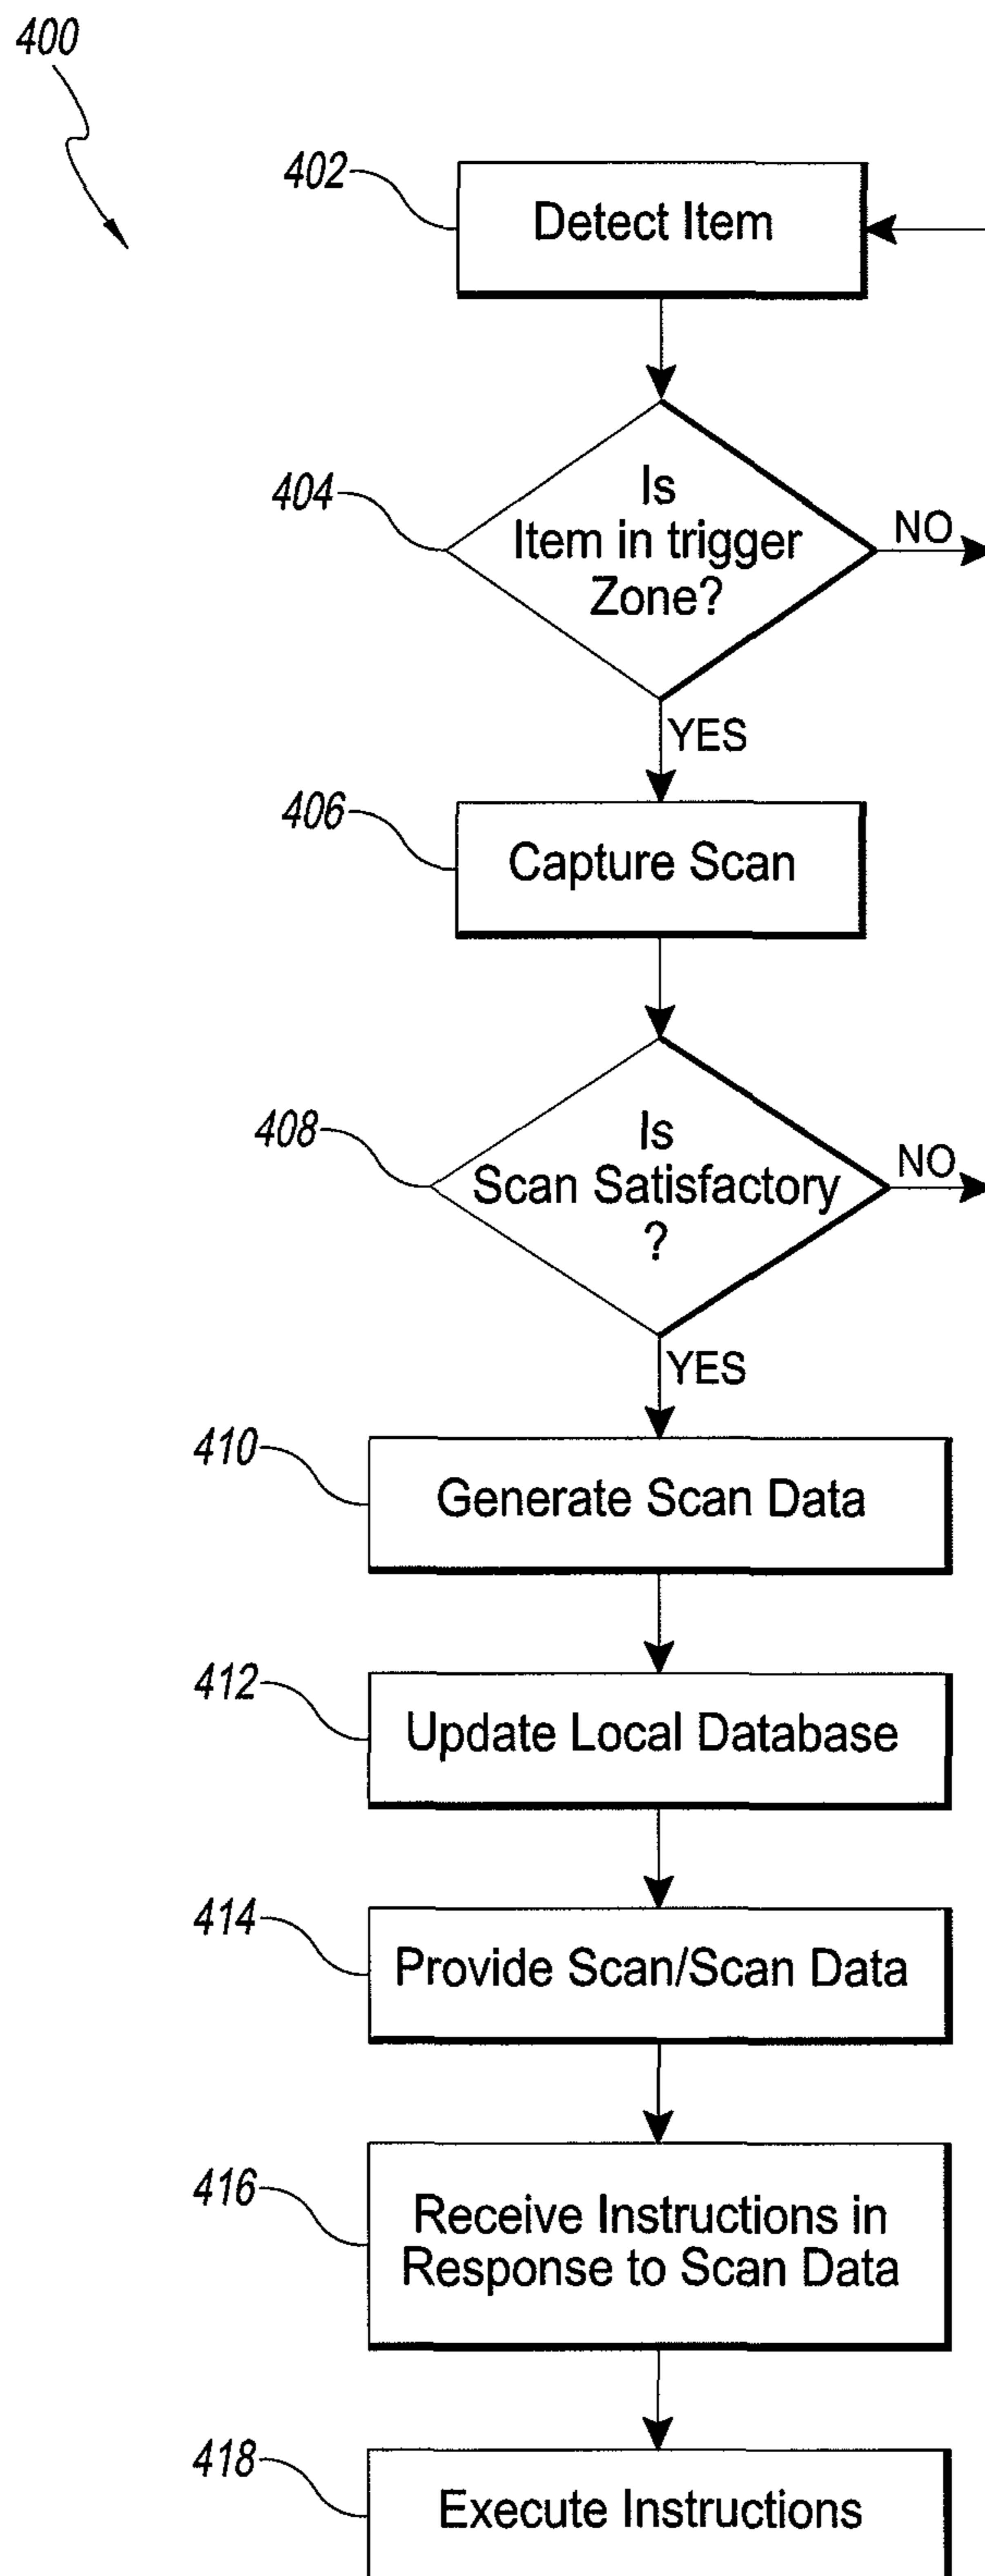 400
402
Detect Item
404
Is
Item in trigger
Zone?
NO
YES
406
Capture Scan
408
Is
Scan Satisfactory
?
NO
YES
410
Generate Scan Data
412
Update Local Database
414
Provide Scan/Scan Data
416
Receive Instructions in
Response to Scan Data
418
Execute Instructions